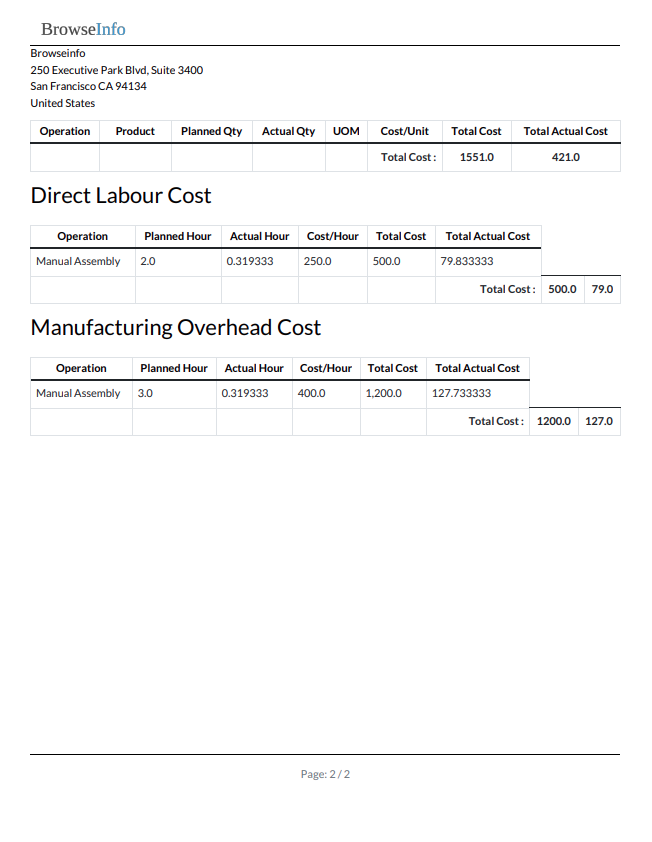 BrowseInfo
Browseinfo
250 Executive Park Blvd, Suite 3400
San Francisco CA 94134
United States
Operation Product Planned Qty Actual Qty UOM Cost/Unit Total Cost Total Actual Cost
Total Cost : 1551.0 421.0
Direct Labour Cost
Operation Planned Hour Actual Hour Cost/Hour Total Cost Total Actual Cost
Manual Assembly 2.0 0.319333 250.0 500.0 79.833333
Total Cost : 500.0 79.0
Manufacturing Overhead Cost
Operation Planned Hour Actual Hour Cost/Hour Total Cost Total Actual Cost
Manual Assembly 3.0 0.319333 400.0 1,200.0 127.733333
Total Cost : 1200.0 127.0
Page: 2 / 2